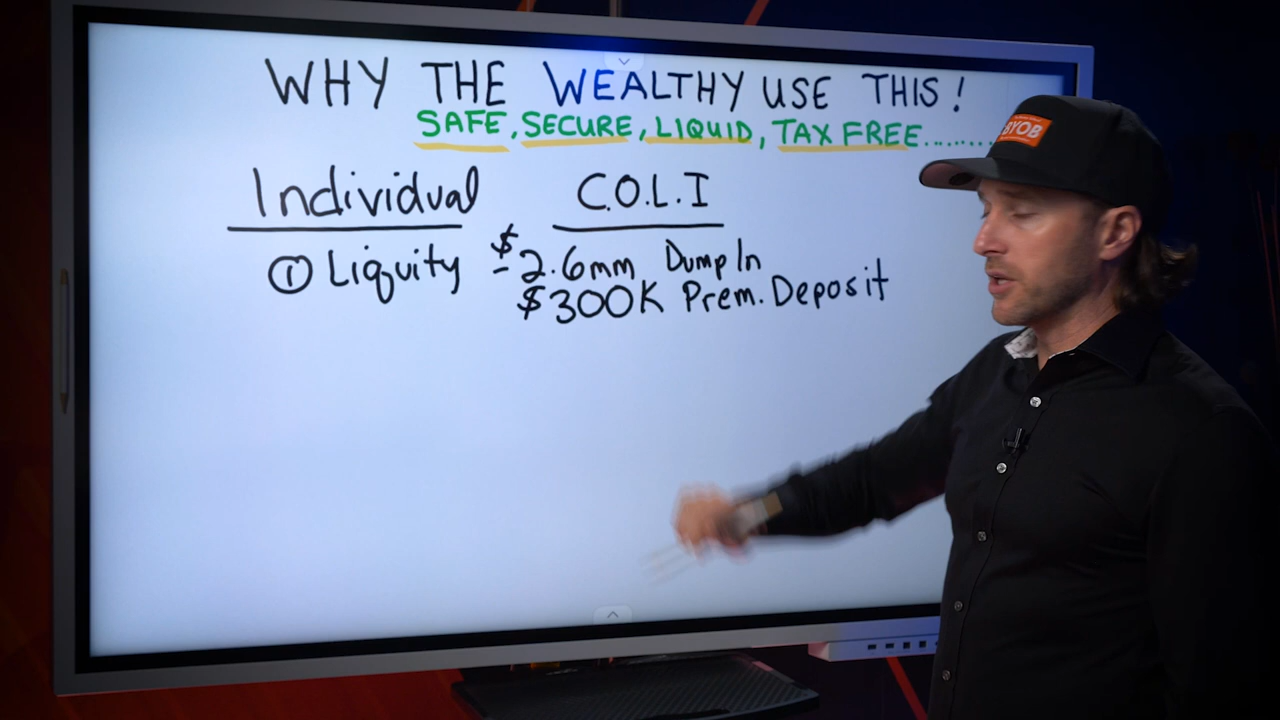 WHY THE WEALTHY USE THIS!
SAFE, SECURE, LIQUID, TAX FREE.........
BYOB
Individual C.O.L.I
① Liquity $2.6mm Dump In
$300K Prem. Deposit